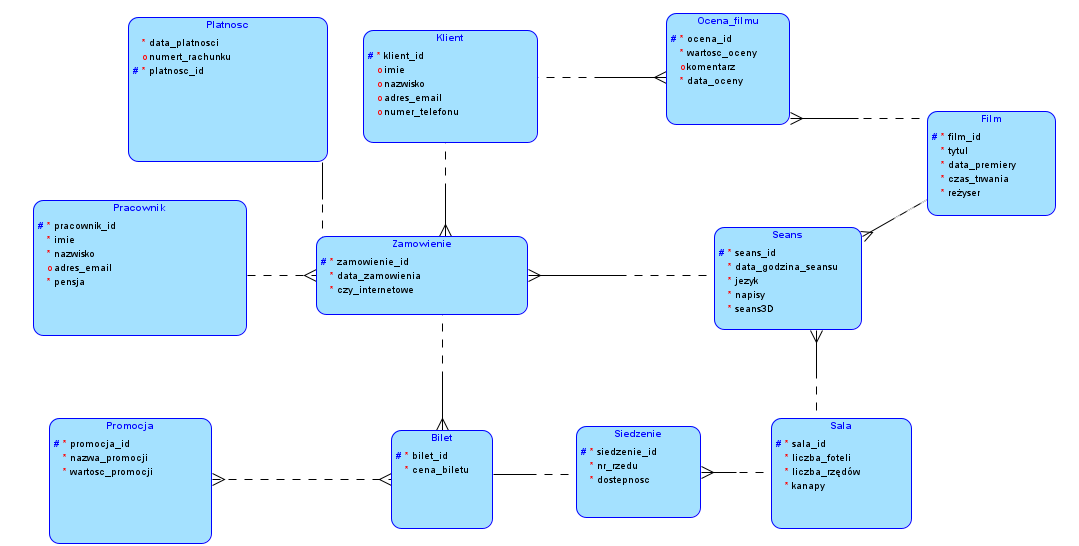 Platnosc
* data_platnosci
o numert_rachunku
# * platnosc_id
Klient
# * klient_id
o imie
o nazwisko
o adres_email
o numer_telefonu
Ocena_filmu
# * ocena_id
* wartosc_oceny
o komentarz
* data_oceny
Film
# * film_id
* tytul
* data_premiery
* czas_trwania
* reżyser
Pracownik
# * pracownik_id
* imie
* nazwisko
o adres_email
* pensja
Zamowienie
# * zamowienie_id
* data_zamowienia
* czy_internetowe
Seans
# * seans_id
* data_godzina_seansu
* jezyk
* napisy
* seans3D
Promocja
# * promocja_id
* nazwa_promocji
* wartosc_promocji
Bilet
# * bilet_id
* cena_biletu
Siedzenie
# * siedzenie_id
* nr_rzedu
* dostepnosc
Sala
# * sala_id
* liczba_foteli
* liczba_rzędów
* kanapy